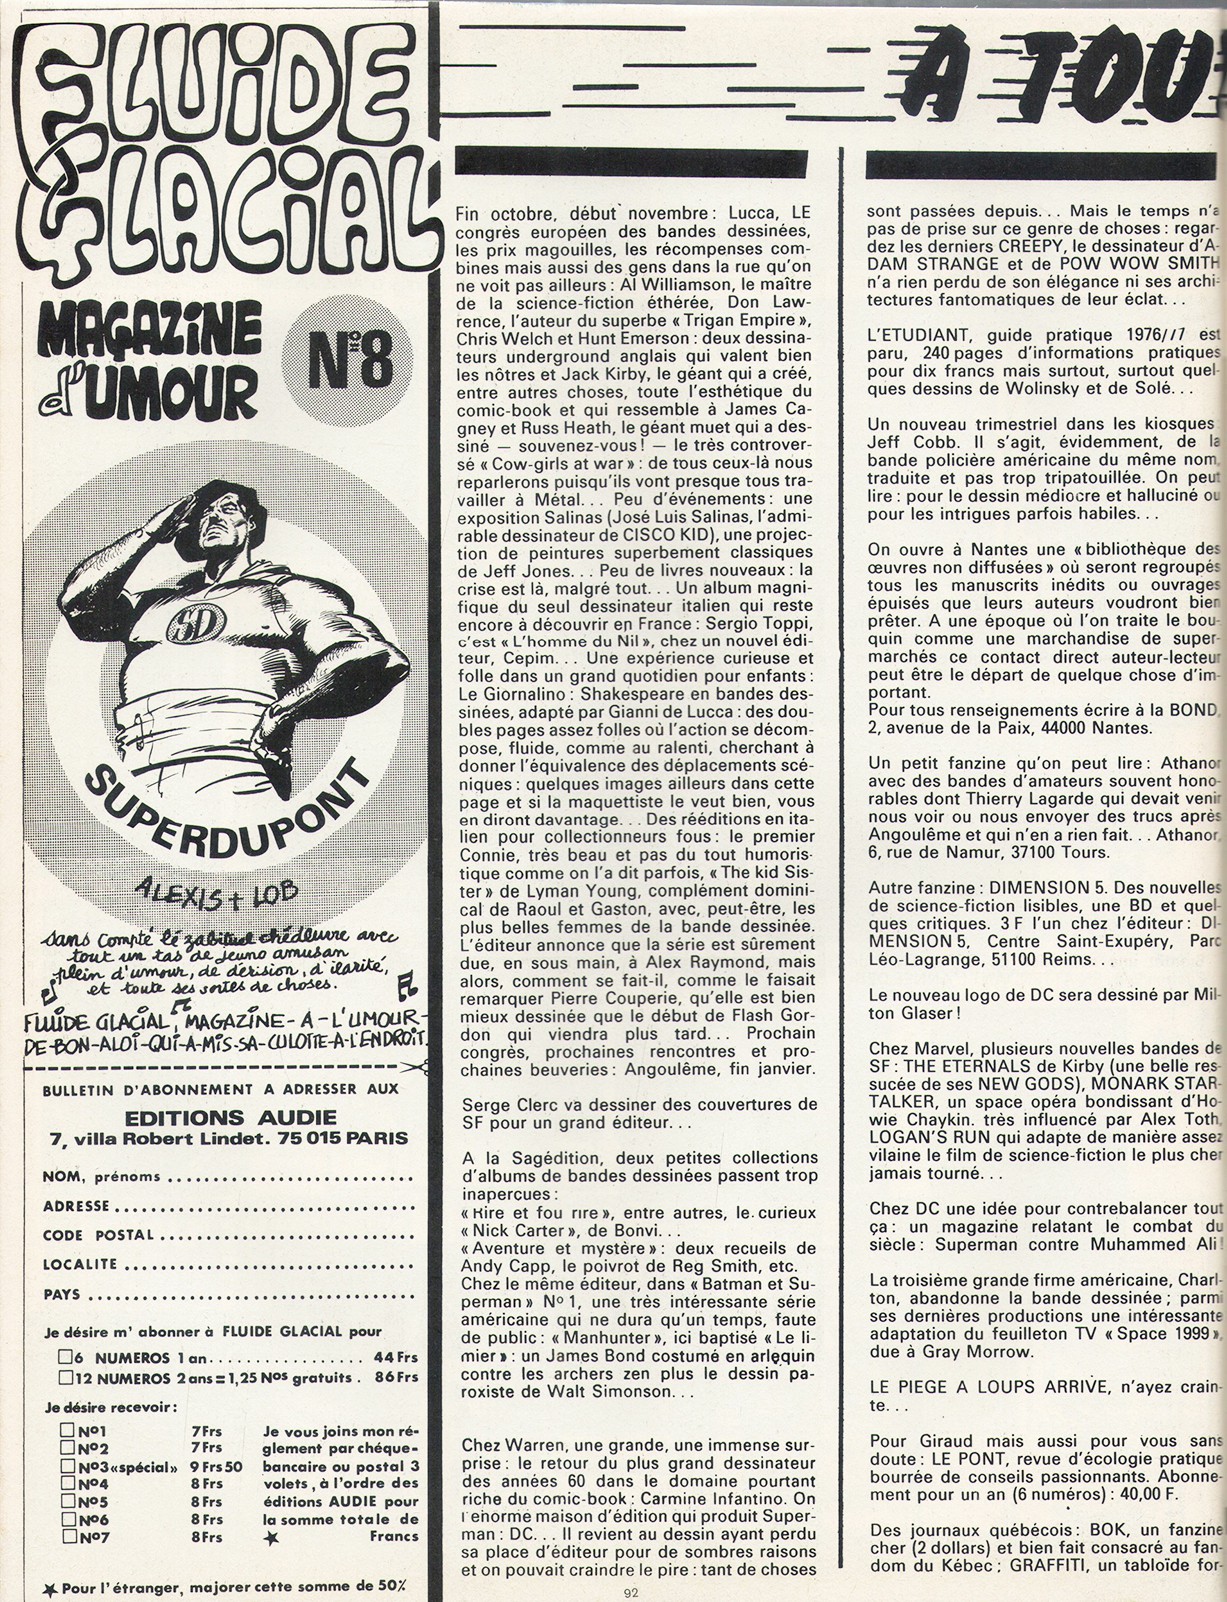 FLUIDE
GLACIAL
MAGAZINE
d'UMOUR
N°8
SD
SUPERDUPONT
ALEXIS + LOB
sans compté lé zabituel chédeuvre avec
tout un tas de jeuno amusan
plein d'umour, de dérision, d'ilarité,
et toute ses sortes de choses.
FLUIDE GLACIAL, MAGAZINE-A-L'UMOUR-
DE-BON-ALOI-QUI-A-MIS-SA-CULOTTE-A-L'ENDROIT.
BULLETIN D'ABONNEMENT A ADRESSER AUX
EDITIONS AUDIE
7, villa Robert Lindet. 75015 PARIS
NOM, prénoms
ADRESSE
CODE POSTAL
LOCALITE
PAYS
Je désire m'abonner à FLUIDE GLACIAL pour
6 NUMEROS 1 an 44 Frs
12 NUMEROS 2 ans = 1,25 Nos gratuits . 86 Frs
Je désire recevoir :
N°1 7 Frs
N°2 7 Frs
N°3 «spécial» 9 Frs 50
N°4 8 Frs
N°5 8 Frs
N°6 8 Frs
N°7 8 Frs
Je vous joins mon ré-
glement par chéque-
bancaire ou postal 3
volets, à l'ordre des
éditions AUDIE pour
la somme totale de
★ Francs
★ Pour l'étranger, majorer cette somme de 50%
A TOU
Fin octobre, début novembre : Lucca, LE
congrès européen des bandes dessinées,
les prix magouilles, les récompenses com-
bines mais aussi des gens dans la rue qu'on
ne voit pas ailleurs : Al Williamson, le maître
de la science-fiction éthérée, Don Law-
rence, l'auteur du superbe « Trigan Empire »,
Chris Welch et Hunt Emerson : deux dessina-
teurs underground anglais qui valent bien
les nôtres et Jack Kirby, le géant qui a créé,
entre autres choses, toute l'esthétique du
comic-book et qui ressemble à James Ca-
gney et Russ Heath, le géant muet qui a des-
siné — souvenez-vous ! — le très controver-
sé « Cow-girls at war » : de tous ceux-là nous
reparlerons puisqu'ils vont presque tous tra-
vailler à Métal... Peu d'événements : une
exposition Salinas (José Luis Salinas, l'admi-
rable dessinateur de CISCO KID), une projec-
tion de peintures superbement classiques
de Jeff Jones... Peu de livres nouveaux : la
crise est là, malgré tout... Un album magni-
fique du seul dessinateur italien qui reste
encore à découvrir en France : Sergio Toppi,
c'est « L'homme du Nil », chez un nouvel édi-
teur, Cepim... Une expérience curieuse et
folle dans un grand quotidien pour enfants :
Le Giornalino : Shakespeare en bandes des-
sinées, adapté par Gianni de Lucca : des dou-
bles pages assez folles où l'action se décom-
pose, fluide, comme au ralenti, cherchant à
donner l'équivalence des déplacements scé-
niques : quelques images ailleurs dans cette
page et si la maquettiste le veut bien, vous
en diront davantage... Des rééditions en ita-
lien pour collectionneurs fous : le premier
Connie, très beau et pas du tout humoris-
tique comme on l'a dit parfois, « The kid Sis-
ter » de Lyman Young, complément domini-
cal de Raoul et Gaston, avec, peut-être, les
plus belles femmes de la bande dessinée.
L'éditeur annonce que la série est sûrement
due, en sous main, à Alex Raymond, mais
alors, comment se fait-il, comme le faisait
remarquer Pierre Couperie, qu'elle est bien
mieux dessinée que le début de Flash Gor-
don qui viendra plus tard... Prochain
congrès, prochaines rencontres et pro-
chaines beuveries : Angoulême, fin janvier.
Serge Clerc va dessiner des couvertures de
SF pour un grand éditeur...
A la Sagédition, deux petites collections
d'albums de bandes dessinées passent trop
inapercues :
« Rire et fou rire », entre autres, le curieux
« Nick Carter », de Bonvi...
« Aventure et mystère » : deux recueils de
Andy Capp, le poivrot de Reg Smith, etc.
Chez le même éditeur, dans « Batman et Su-
perman » N° 1, une très intéressante série
américaine qui ne dura qu'un temps, faute
de public : « Manhunter », ici baptisé « Le li-
mier » : un James Bond costumé en arlequin
contre les archers zen plus le dessin pa-
roxiste de Walt Simonson...
Chez Warren, une grande, une immense sur-
prise : le retour du plus grand dessinateur
des années 60 dans le domaine pourtant
riche du comic-book : Carmine Infantino. On
l'énorme maison d'édition qui produit Super-
man : DC... Il revient au dessin ayant perdu
sa place d'éditeur pour de sombres raisons
et on pouvait craindre le pire : tant de choses
sont passées depuis... Mais le temps n'a
pas de prise sur ce genre de choses : regar-
dez les derniers CREEPY, le dessinateur d'A-
DAM STRANGE et de POW WOW SMITH
n'a rien perdu de son élégance ni ses archi-
tectures fantomatiques de leur éclat...
L'ETUDIANT, guide pratique 1976//7 est
paru, 240 pages d'informations pratiques
pour dix francs mais surtout, surtout quel-
ques dessins de Wolinsky et de Solé...
Un nouveau trimestriel dans les kiosques
Jeff Cobb. Il s'agit, évidemment, de la
bande policière américaine du même nom,
traduite et pas trop tripatouillée. On peut
lire : pour le dessin médiocre et halluciné ou
pour les intrigues parfois habiles...
On ouvre à Nantes une « bibliothèque des
œuvres non diffusées » où seront regroupés
tous les manuscrits inédits ou ouvrages
épuisés que leurs auteurs voudront bien
prêter. A une époque où l'on traite le bou-
quin comme une marchandise de super-
marchés ce contact direct auteur-lecteur
peut être le départ de quelque chose d'im-
portant.
Pour tous renseignements écrire à la BOND,
2, avenue de la Paix, 44000 Nantes.
Un petit fanzine qu'on peut lire : Athanor
avec des bandes d'amateurs souvent hono-
rables dont Thierry Lagarde qui devait venir
nous voir ou nous envoyer des trucs après
Angoulême et qui n'en a rien fait... Athanor,
6, rue de Namur, 37100 Tours.
Autre fanzine : DIMENSION 5. Des nouvelles
de science-fiction lisibles, une BD et quel-
ques critiques. 3 F l'un chez l'éditeur : DI-
MENSION 5, Centre Saint-Exupéry, Parc
Léo-Lagrange, 51100 Reims...
Le nouveau logo de DC sera dessiné par Mil-
ton Glaser !
Chez Marvel, plusieurs nouvelles bandes de
SF : THE ETERNALS de Kirby (une belle res-
sucée de ses NEW GODS), MONARK STAR-
TALKER, un space opéra bondissant d'Ho-
wie Chaykin. très influencé par Alex Toth,
LOGAN'S RUN qui adapte de manière assez
vilaine le film de science-fiction le plus cher
jamais tourné...
Chez DC une idée pour contrebalancer tout
ça : un magazine relatant le combat du
siècle : Superman contre Muhammed Ali !
La troisième grande firme américaine, Charl-
ton, abandonne la bande dessinée ; parmi
ses dernières productions une intéressante
adaptation du feuilleton TV « Space 1999 »,
due à Gray Morrow.
LE PIEGE A LOUPS ARRIVE, n'ayez crain-
te...
Pour Giraud mais aussi pour vous sans
doute : LE PONT, revue d'écologie pratique
bourrée de conseils passionnants. Abonne-
ment pour un an (6 numéros) : 40,00 F.
Des journaux québécois : BOK, un fanzine
cher (2 dollars) et bien fait consacré au fan-
dom du Kébec ; GRAFFITI, un tabloïde for-
92